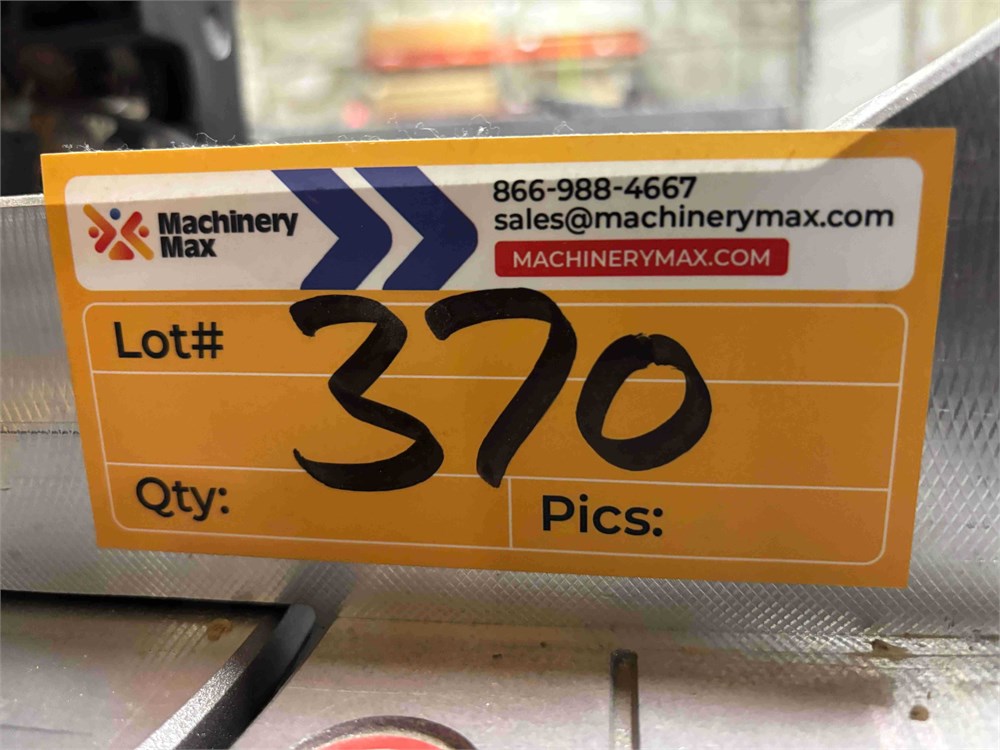 Machinery
Max
866-988-4667
sales@machinerymax.com
MACHINERYMAX.COM
Lot# 370
Qty:
Pics: